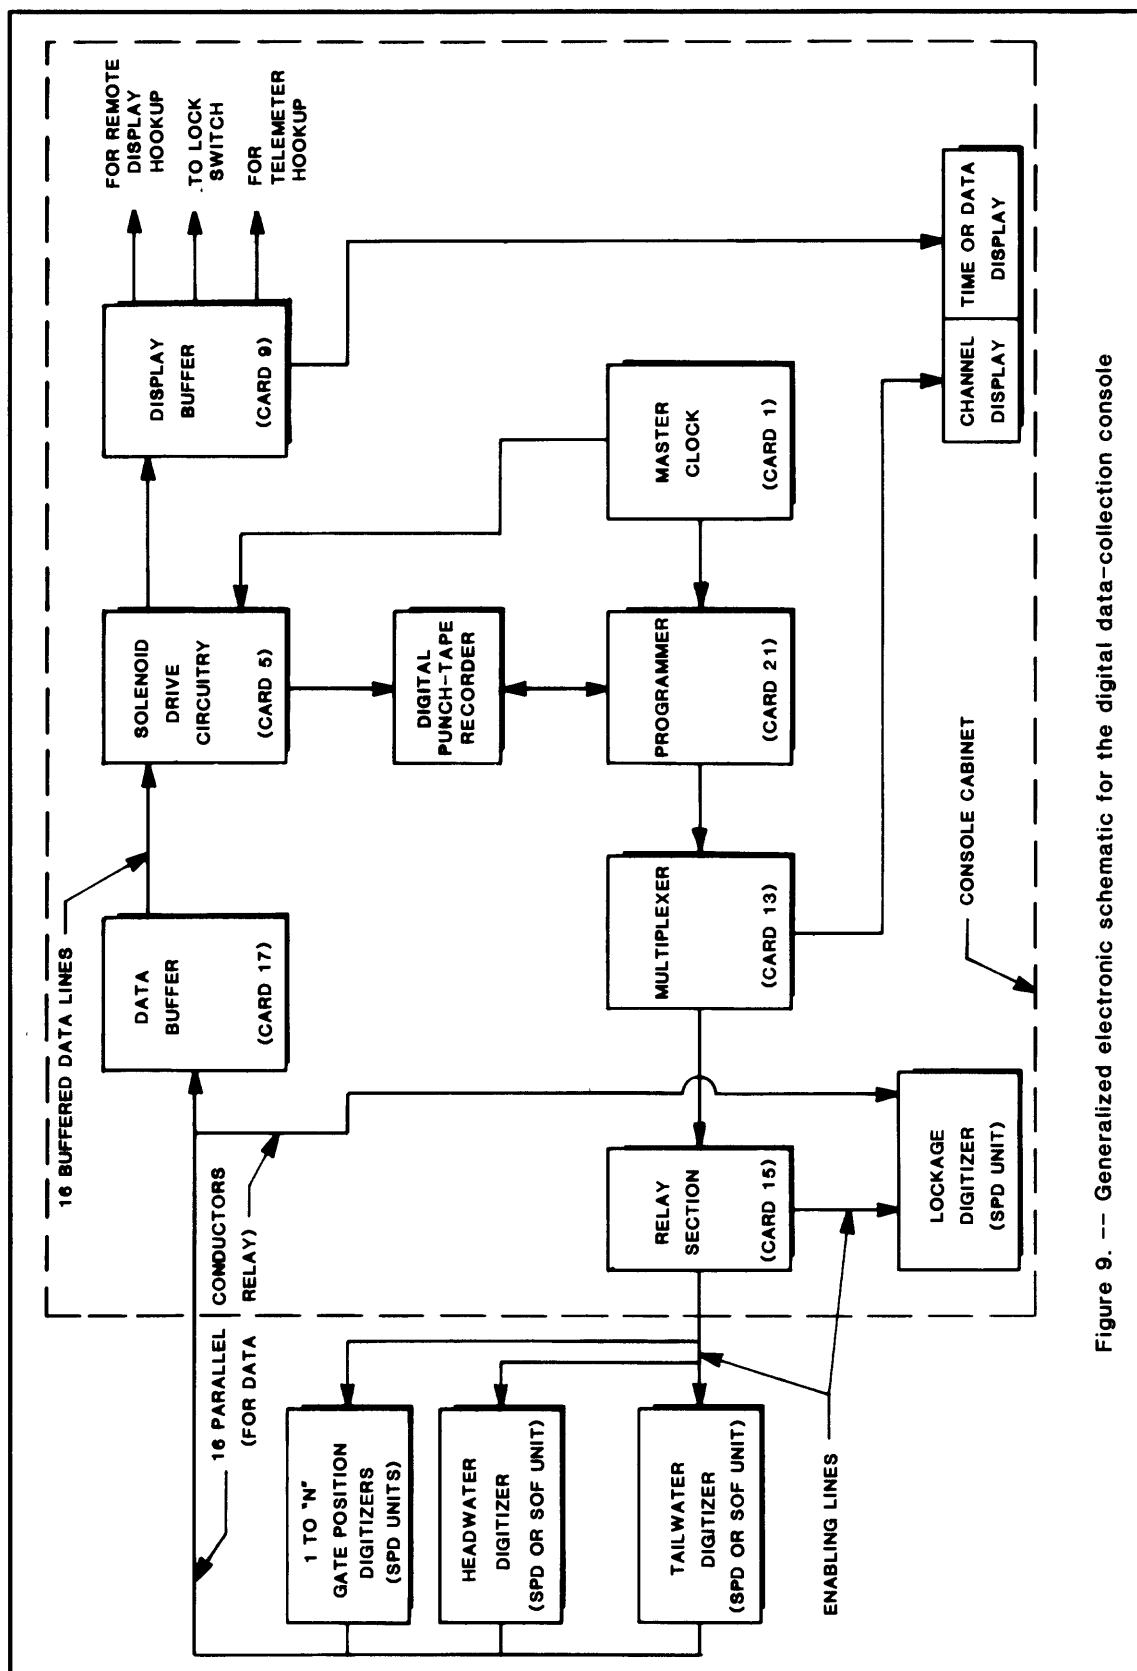 16 PARALLEL CONDUCTORS
(FOR DATA RELAY)
16 BUFFERED DATA LINES
FOR REMOTE
DISPLAY
HOOKUP
TO LOCK
SWITCH
FOR
TELEMETER
HOOKUP
DATA
BUFFER
(CARD 17)
SOLENOID
DRIVE
CIRCUITRY
(CARD 5)
DISPLAY
BUFFER
(CARD 9)
1 TO "N"
GATE POSITION
DIGITIZERS
(SPD UNITS)
DIGITAL
PUNCH-TAPE
RECORDER
HEADWATER
DIGITIZER
(SPD OR SOF UNIT)
TAILWATER
DIGITIZER
(SPD OR SOF UNIT)
RELAY
SECTION
(CARD 15)
MULTIPLEXER
(CARD 13)
PROGRAMMER
(CARD 21)
MASTER
CLOCK
(CARD 1)
ENABLING LINES
LOCKAGE
DIGITIZER
(SPD UNIT)
CONSOLE CABINET
CHANNEL
DISPLAY
TIME OR DATA
DISPLAY
Figure 9. -- Generalized electronic schematic for the digital data-collection console